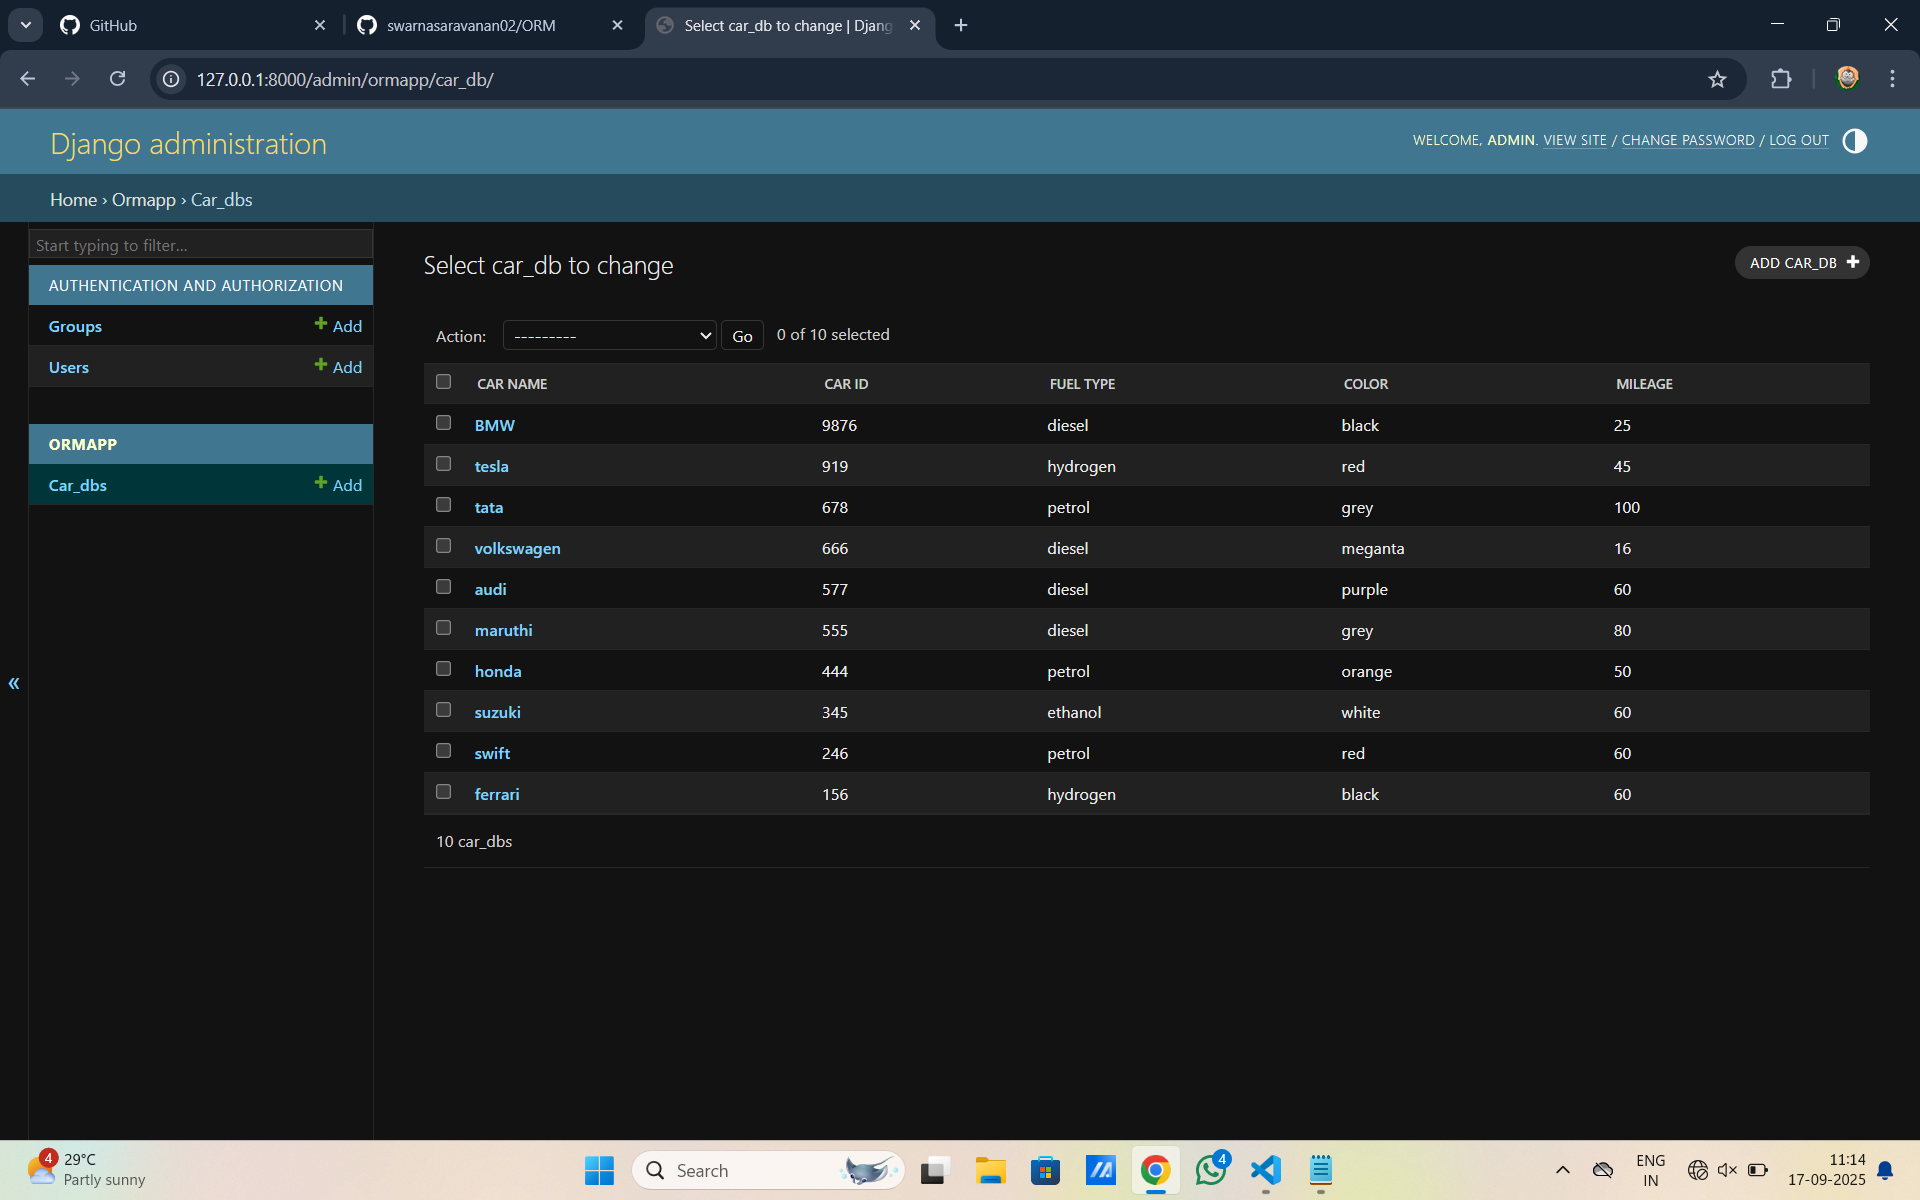 GitHub
swarnasaravanan02/ORM
Select car_db to change | Djang
127.0.0.1:8000/admin/ormapp/car_db/
Django administration
WELCOME, ADMIN. VIEW SITE / CHANGE PASSWORD / LOG OUT
Home › Ormapp › Car_dbs
Start typing to filter...
AUTHENTICATION AND AUTHORIZATION
Groups + Add
Users + Add
ORMAPP
Car_dbs + Add
«
Select car_db to change
ADD CAR_DB +
Action: --------- Go 0 of 10 selected
CAR NAME CAR ID FUEL TYPE COLOR MILEAGE
BMW 9876 diesel black 25
tesla 919 hydrogen red 45
tata 678 petrol grey 100
volkswagen 666 diesel meganta 16
audi 577 diesel purple 60
maruthi 555 diesel grey 80
honda 444 petrol orange 50
suzuki 345 ethanol white 60
swift 246 petrol red 60
ferrari 156 hydrogen black 60
10 car_dbs
4
29°C
Partly sunny
Search
4
ENG
IN
11:14
17-09-2025